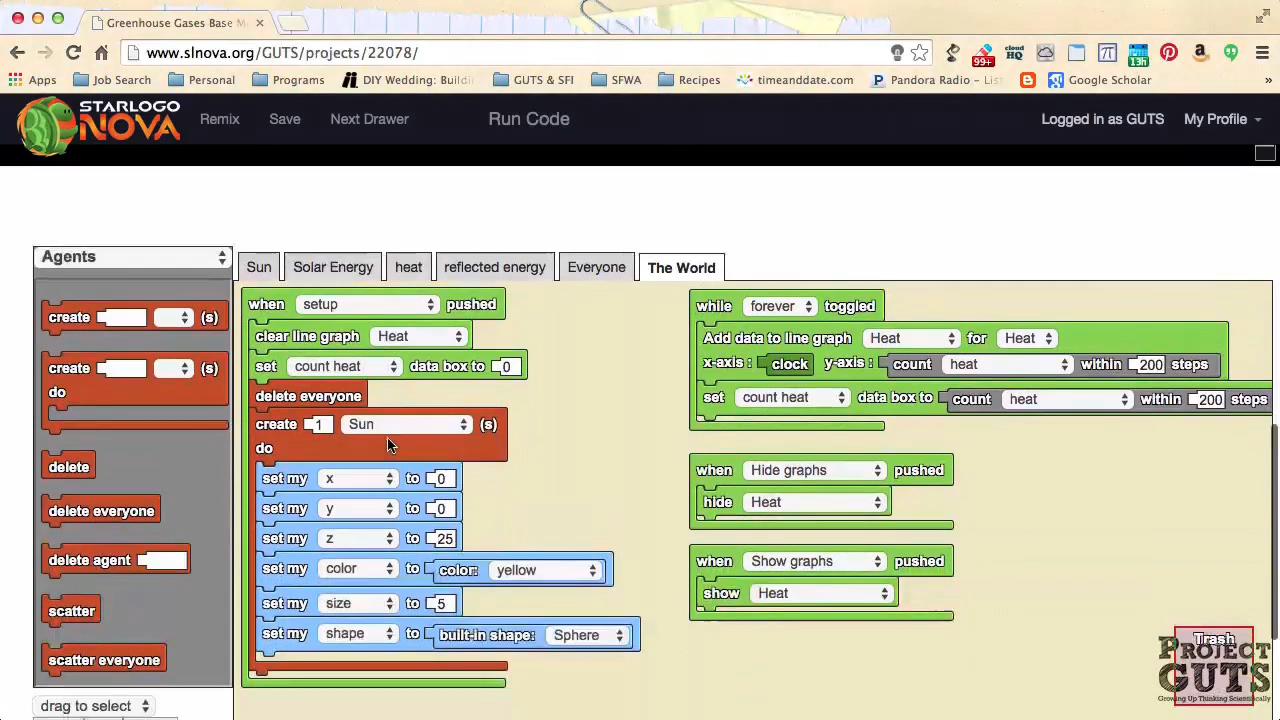 Greenhouse Gases Base M
www.slnova.org/GUTS/projects/22078/
cloud HQ
99+
13h
Apps Job Search Personal Programs DIY Wedding: Buildi GUTS & SFI SFWA Recipes timeanddate.com Pandora Radio - List Google Scholar »
STARLOGO NOVA
Remix Save Next Drawer Run Code Logged in as GUTS My Profile
Agents
Sun Solar Energy heat reflected energy Everyone The World
create (s)
create (s)
do
delete
delete everyone
delete agent
scatter
scatter everyone
drag to select
when setup pushed
clear line graph Heat
set count heat data box to 0
delete everyone
create 1 Sun (s)
do
set my x to 0
set my y to 0
set my z to 25
set my color to color: yellow
set my size to 5
set my shape to built-in shape: Sphere
while forever toggled
Add data to line graph Heat for Heat
x-axis: clock y-axis: count heat within 200 steps
set count heat data box to count heat within 200 steps
when Hide graphs pushed
hide Heat
when Show graphs pushed
show Heat
Trash
PROJECT
GUTS
Growing Up Thinking Scientifically